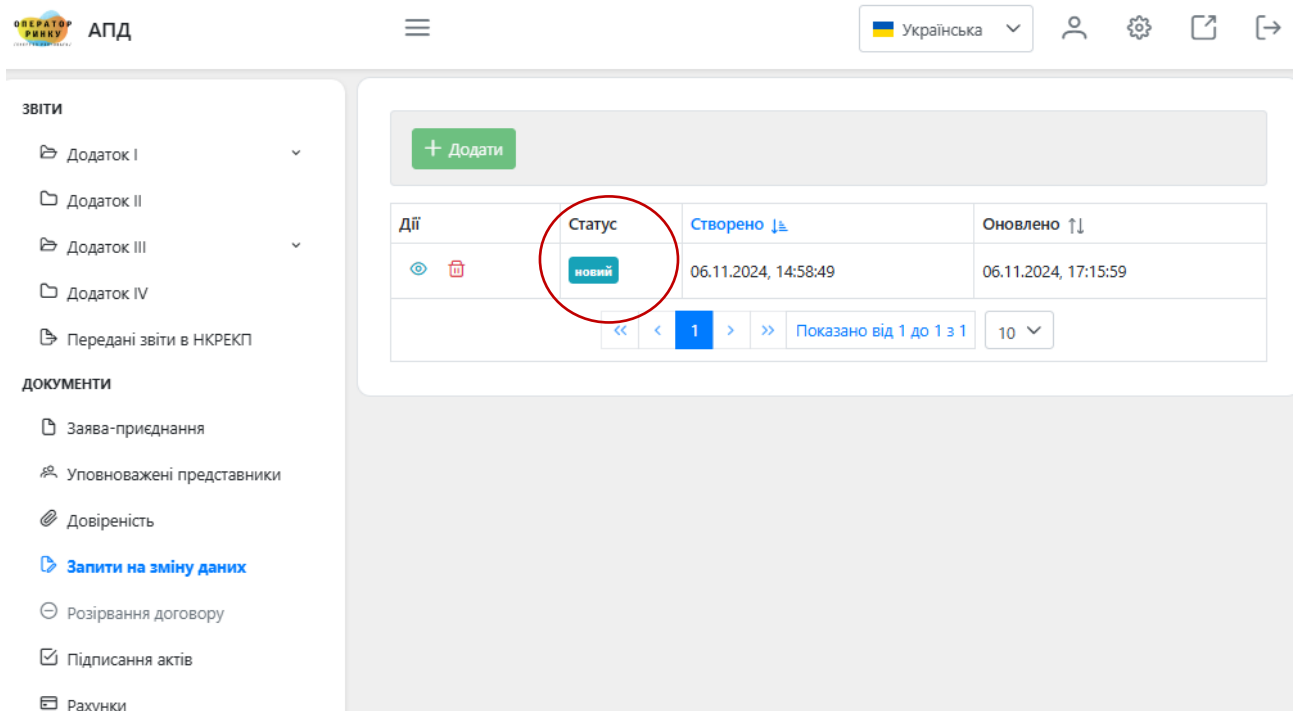 ОПЕРАТОР
РИНКУ
АПД
Українська
ЗВІТИ
Додаток I
Додаток II
Додаток III
Додаток IV
Передані звіти в НКРЕКП
ДОКУМЕНТИ
Заява-приєднання
Уповноважені представники
Довіреність
Запити на зміну даних
Розірвання договору
Підписання актів
Рахунки
+ Додати
Дії Статус Створено Оновлено
новий 06.11.2024, 14:58:49 06.11.2024, 17:15:59
« ‹ 1 › » Показано від 1 до 1 з 1 10